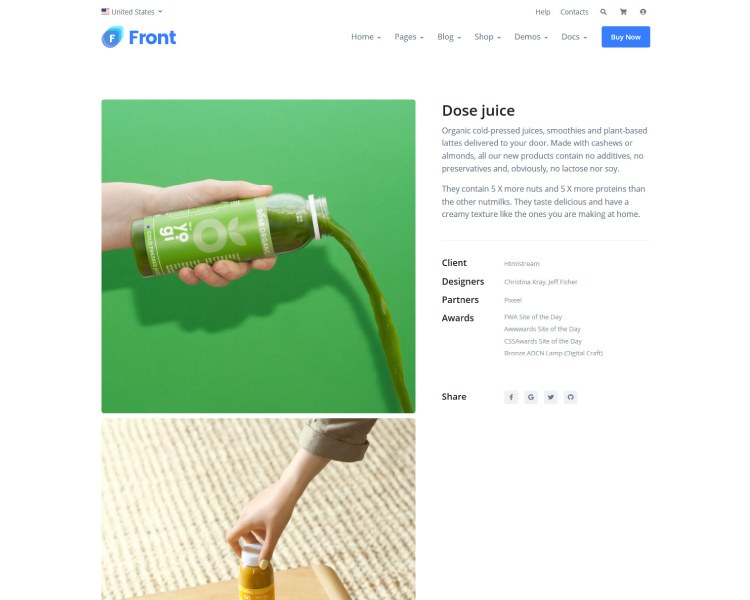 United States
Help Contacts
F Front
Home Pages Blog Shop Demos Docs Buy Now
Dose juice
Organic cold-pressed juices, smoothies and plant-based
lattes delivered to your door. Made with cashews or
almonds, all our new products contain no additives, no
preservatives and, obviously, no lactose nor soy.
They contain 5 X more nuts and 5 X more proteins than
the other nutmilks. They taste delicious and have a
creamy texture like the ones you are making at home.
Client Htmlstream
Designers Christina Kray, Jeff Fisher
Partners Pixeel
Awards FWA Site of the Day
Awwwards Site of the Day
CSSAwards Site of the Day
Bronze ADCN Lamp (Digital Craft)
Share
yo
gi